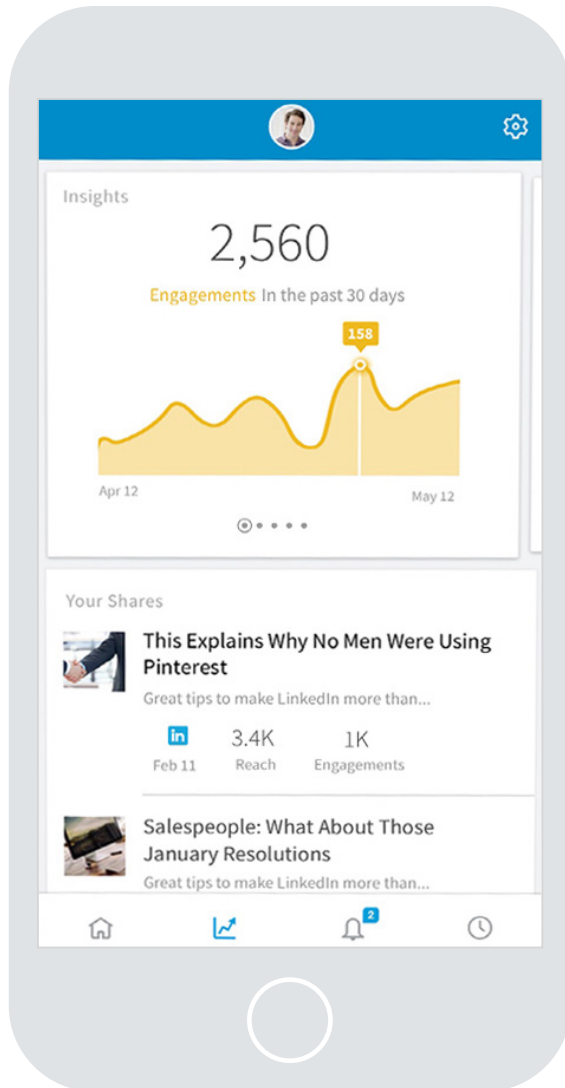 Insights
2,560
Engagements In the past 30 days
158
Apr 12
May 12
Your Shares
This Explains Why No Men Were Using
Pinterest
Great tips to make LinkedIn more than...
in 3.4K 1K
Feb 11 Reach Engagements
Salespeople: What About Those
January Resolutions
Great tips to make LinkedIn more than...
2